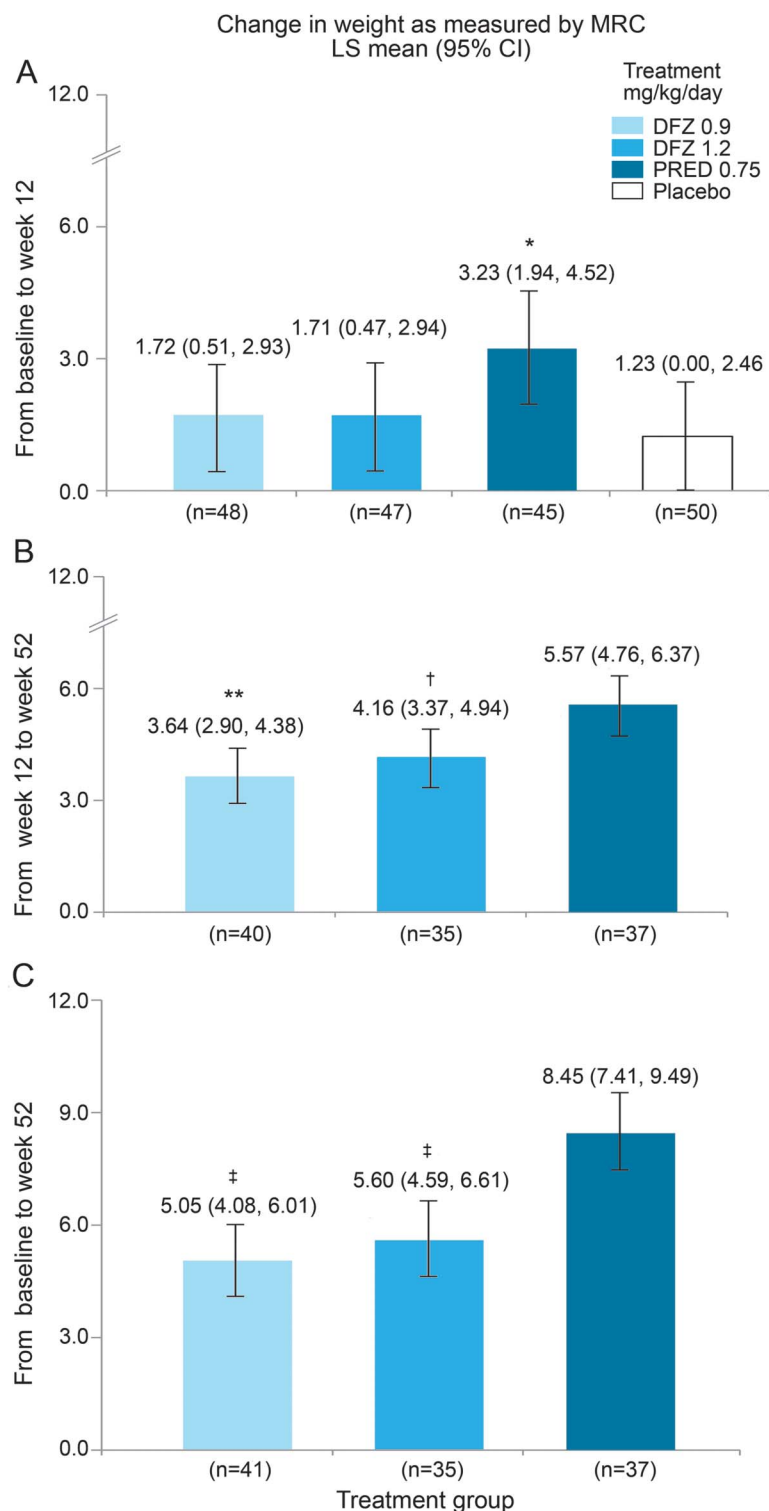 Change in weight as measured by MRC
LS mean (95% CI)
A
Treatment
mg/kg/day
DFZ 0.9
DFZ 1.2
PRED 0.75
Placebo
From baseline to week 12
12.0
6.0
3.0
0.0
1.72 (0.51, 2.93)
1.71 (0.47, 2.94)
*
3.23 (1.94, 4.52)
1.23 (0.00, 2.46
(n=48)
(n=47)
(n=45)
(n=50)
B
From week 12 to week 52
12.0
6.0
3.0
0.0
**
3.64 (2.90, 4.38)
†
4.16 (3.37, 4.94)
5.57 (4.76, 6.37)
(n=40)
(n=35)
(n=37)
C
From baseline to week 52
12.0
9.0
6.0
3.0
0.0
‡
5.05 (4.08, 6.01)
‡
5.60 (4.59, 6.61)
8.45 (7.41, 9.49)
(n=41)
(n=35)
(n=37)
Treatment group